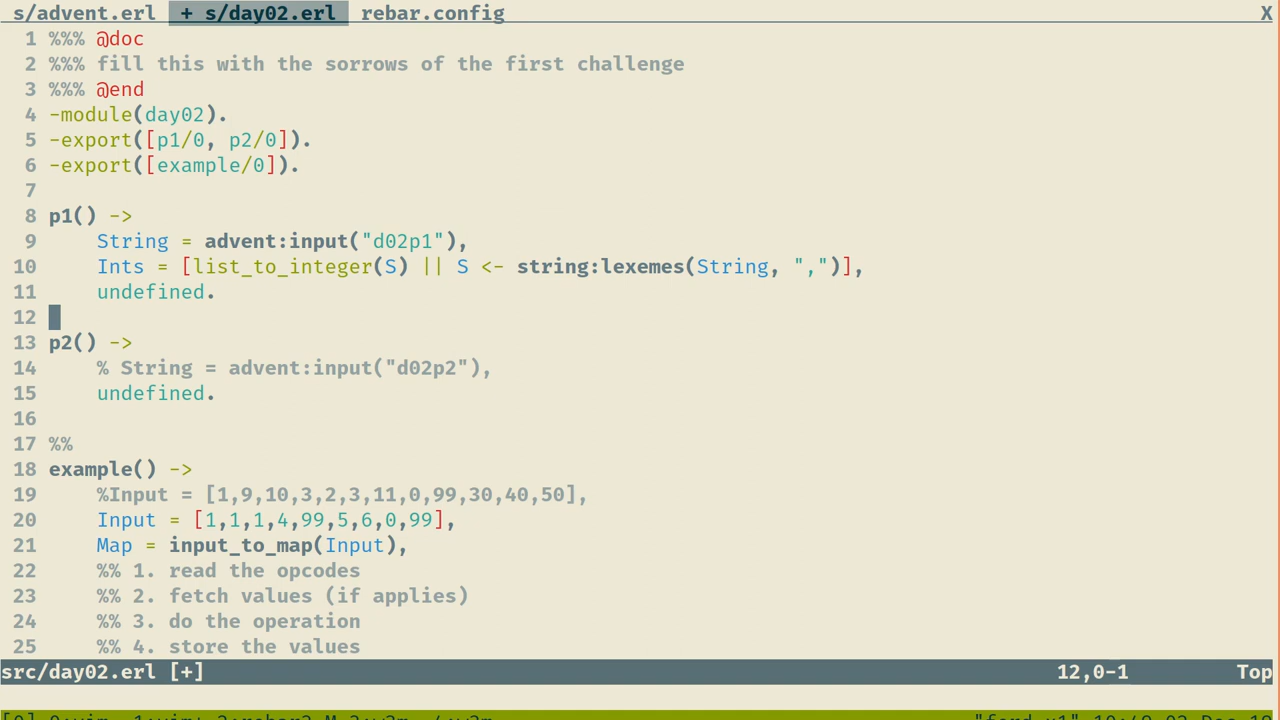 s/advent.erl + s/day02.erl rebar.config X
1 %%% @doc
2 %%% fill this with the sorrows of the first challenge
3 %%% @end
4 -module(day02).
5 -export([p1/0, p2/0]).
6 -export([example/0]).
7
8 p1() ->
9 String = advent:input("d02p1"),
10 Ints = [list_to_integer(S) || S <- string:lexemes(String, ",")],
11 undefined.
12
13 p2() ->
14 % String = advent:input("d02p2"),
15 undefined.
16
17 %%
18 example() ->
19 %Input = [1,9,10,3,2,3,11,0,99,30,40,50],
20 Input = [1,1,1,4,99,5,6,0,99],
21 Map = input_to_map(Input),
22 %% 1. read the opcodes
23 %% 2. fetch values (if applies)
24 %% 3. do the operation
25 %% 4. store the values
src/day02.erl [+] 12,0-1 Top